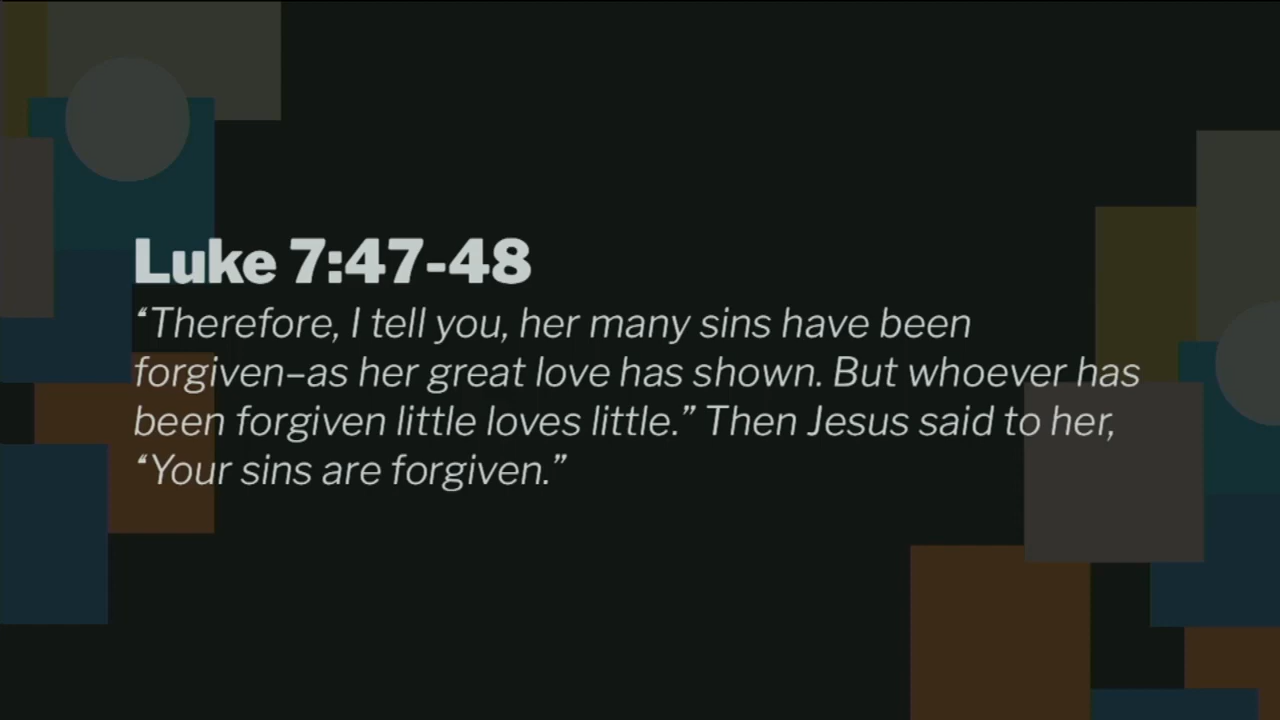 Luke 7:47-48
“Therefore, I tell you, her many sins have been
forgiven–as her great love has shown. But whoever has
been forgiven little loves little.” Then Jesus said to her,
“Your sins are forgiven.”